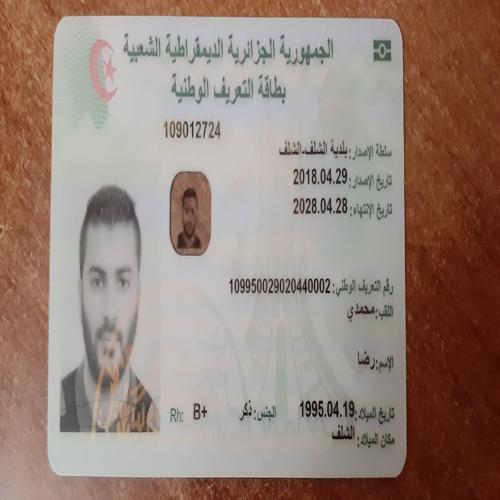 الجمهورية الجزائرية الديمقراطية الشعبية
بطاقة التعريف الوطنية
109012724
سلطة الإصدار: بلدية الشلف-الشلف
تاريخ الإصدار: 2018.04.29
تاريخ الإنتهاء: 2028.04.28
رقم التعريف الوطني: 109950029020440002
اللقب: محمدي
الإسم: رضا
تاريخ الميلاد: 1995.04.19 الجنس: ذكر Rh: B+
مكان الميلاد: الشلف